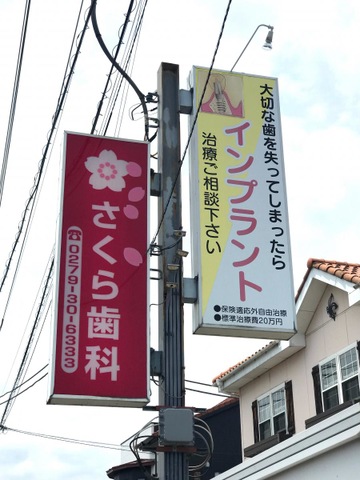 さくら歯科
☎0279-30-6333
大切な歯を失ってしまったら
インプラント
治療ご相談下さい
●保険適応外自由治療
●標準治療費20万円